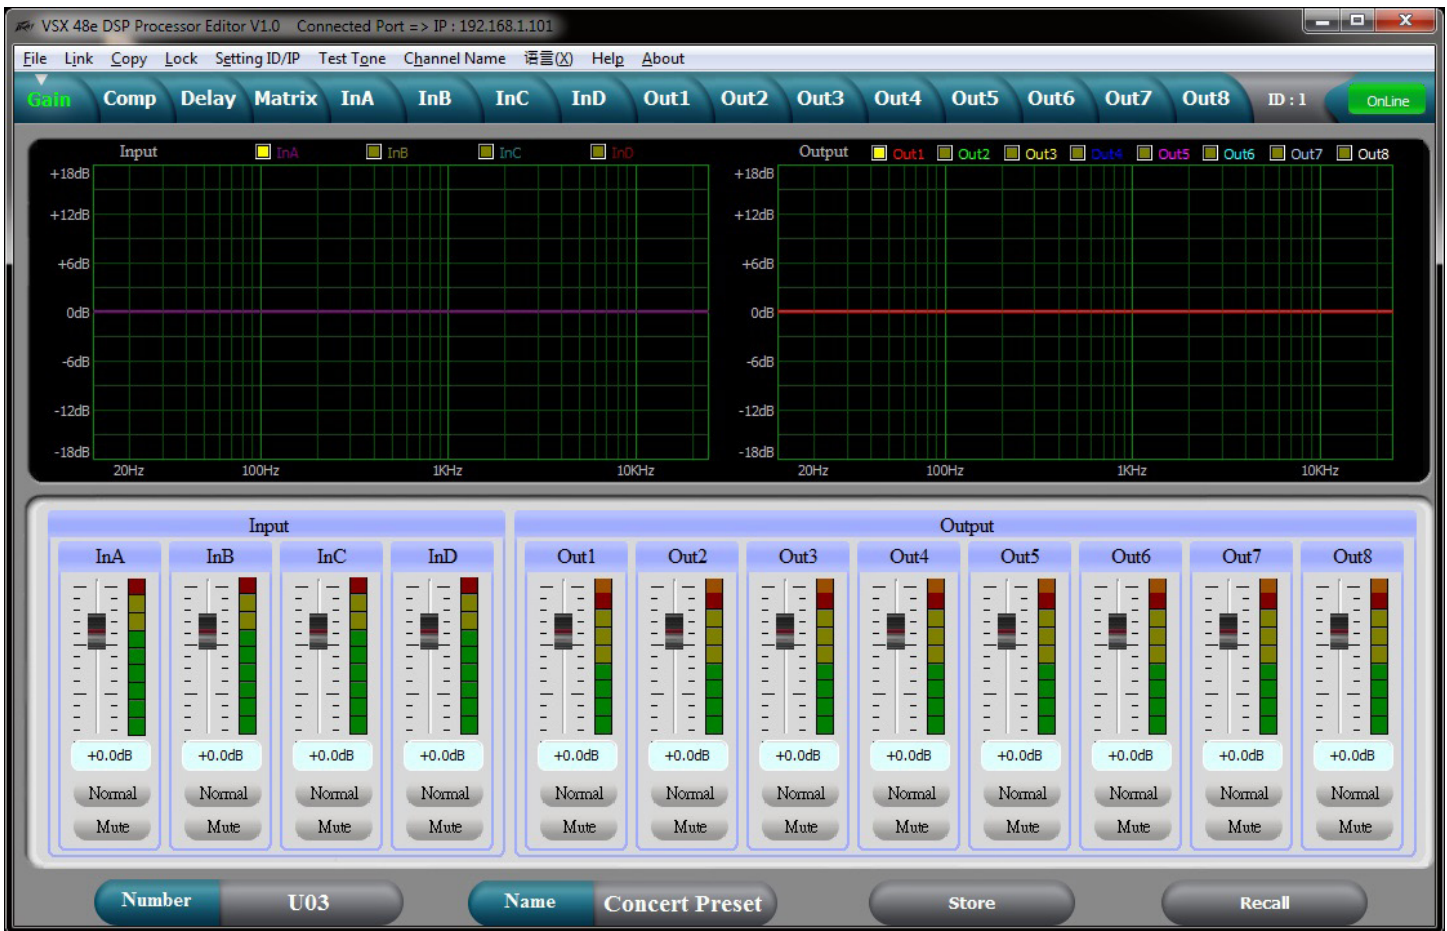 VSX 48e DSP Processor Editor V1.0 Connected Port => IP : 192.168.1.101
File Link Copy Lock Setting ID/IP Test Tone Channel Name 语言(X) Help About
Gain Comp Delay Matrix InA InB InC InD Out1 Out2 Out3 Out4 Out5 Out6 Out7 Out8 ID : 1 OnLine
Input InA InB InC InD
+18dB
+12dB
+6dB
0dB
-6dB
-12dB
-18dB
20Hz 100Hz 1KHz 10KHz
Output Out1 Out2 Out3 Out4 Out5 Out6 Out7 Out8
+18dB
+12dB
+6dB
0dB
-6dB
-12dB
-18dB
20Hz 100Hz 1KHz 10KHz
Input Output
InA InB InC InD Out1 Out2 Out3 Out4 Out5 Out6 Out7 Out8
+0.0dB +0.0dB +0.0dB +0.0dB +0.0dB +0.0dB +0.0dB +0.0dB +0.0dB +0.0dB +0.0dB +0.0dB
Normal Normal Normal Normal Normal Normal Normal Normal Normal Normal Normal Normal
Mute Mute Mute Mute Mute Mute Mute Mute Mute Mute Mute Mute
Number U03 Name Concert Preset Store Recall